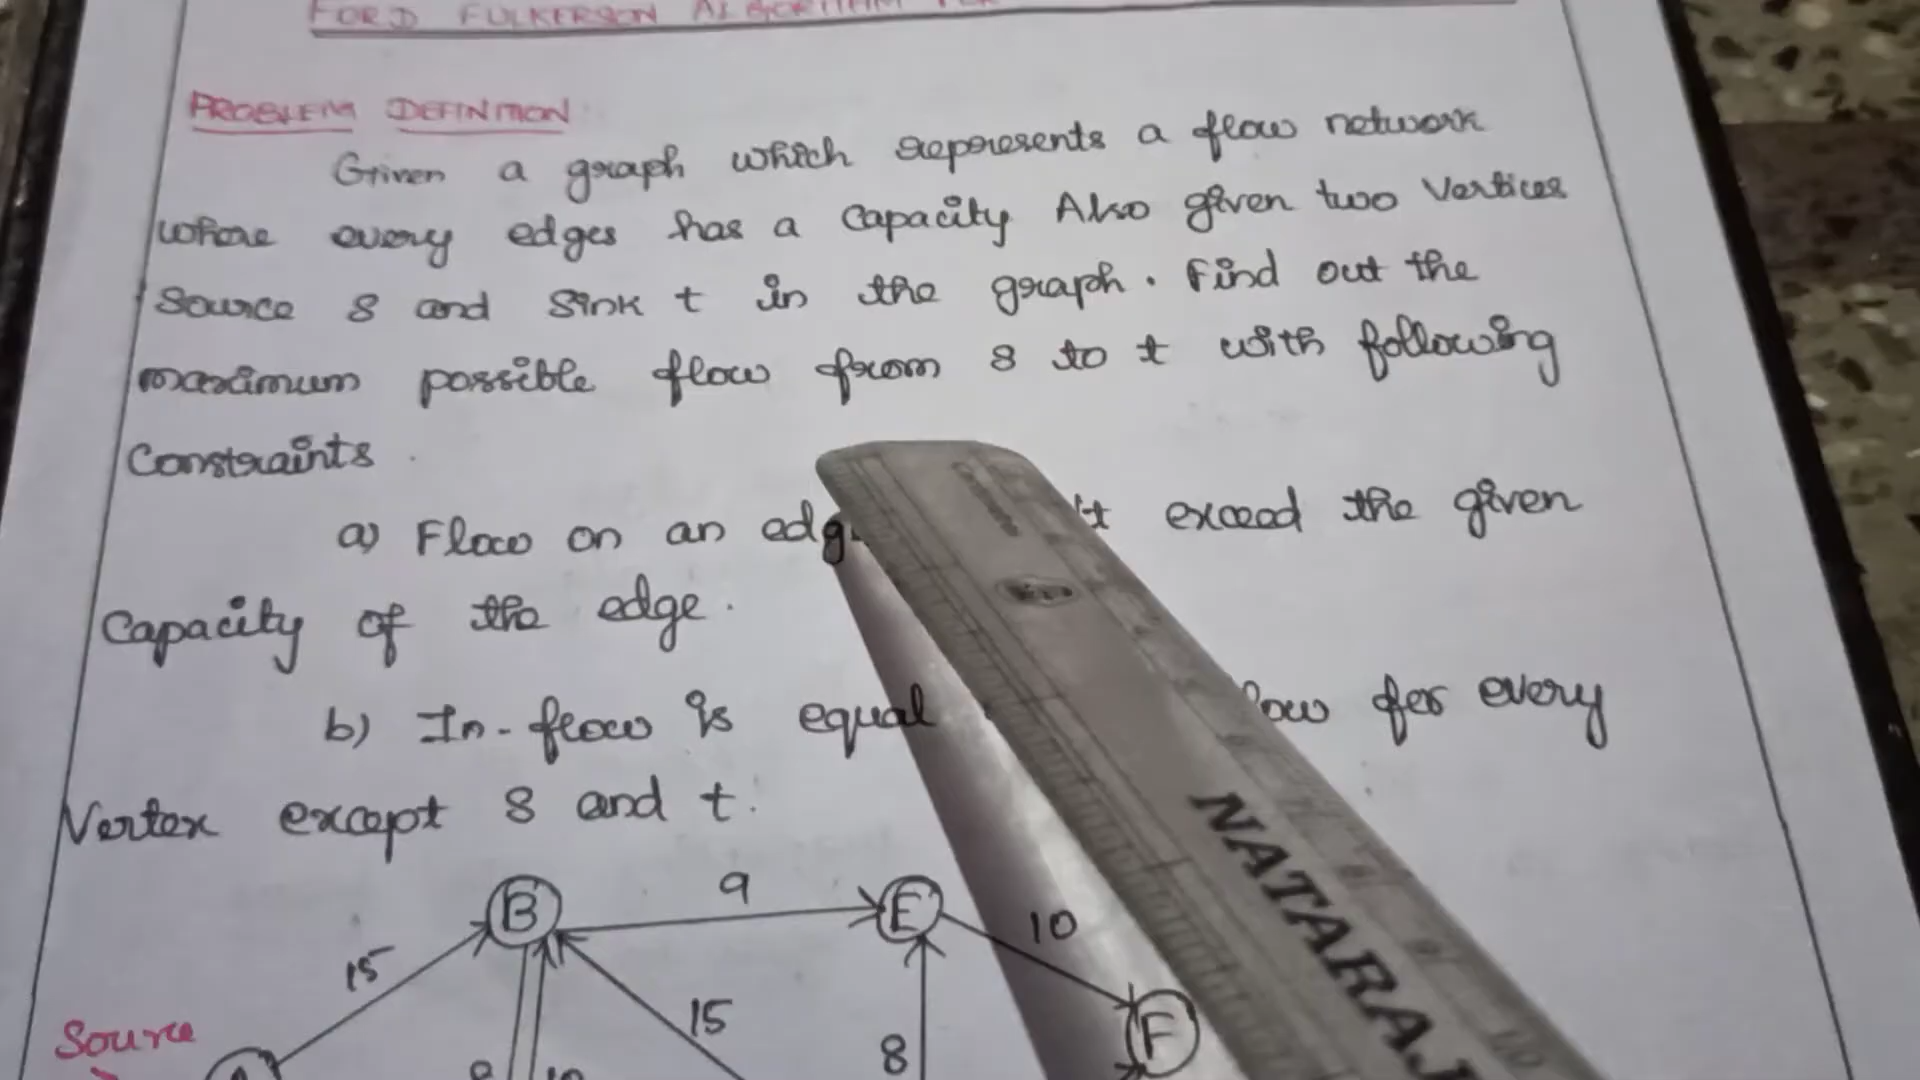 FORD FULKERSON ALGORITHM FOR
PROBLEM DEFINITION
Given a graph which represents a flow network
where every edges has a capacity Also given two vertices
source s and sink t in the graph. Find out the
maximum possible flow from s to t with following
constraints.
a) Flow on an edg 't exceed the given
capacity of the edge.
b) In-flow is equal low for every
vertex except s and t.
B 9 E 10
15 15
Source 8 F
A
NATARAJ